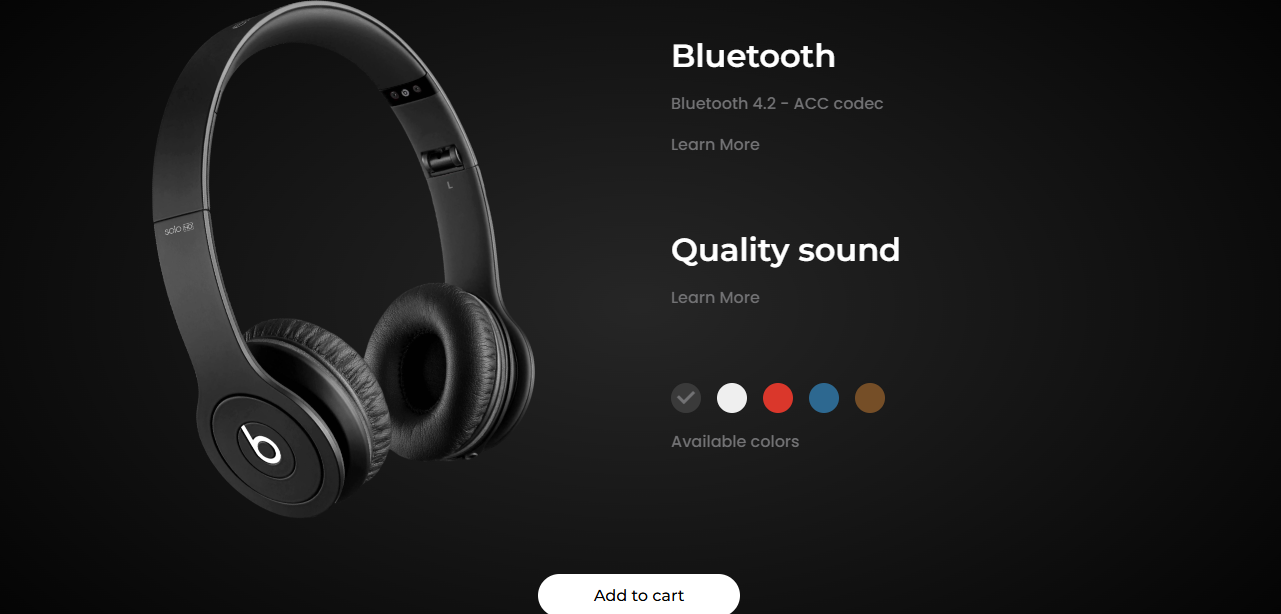 L
solo HD
Bluetooth
Bluetooth 4.2 - ACC codec
Learn More
Quality sound
Learn More
Available colors
Add to cart